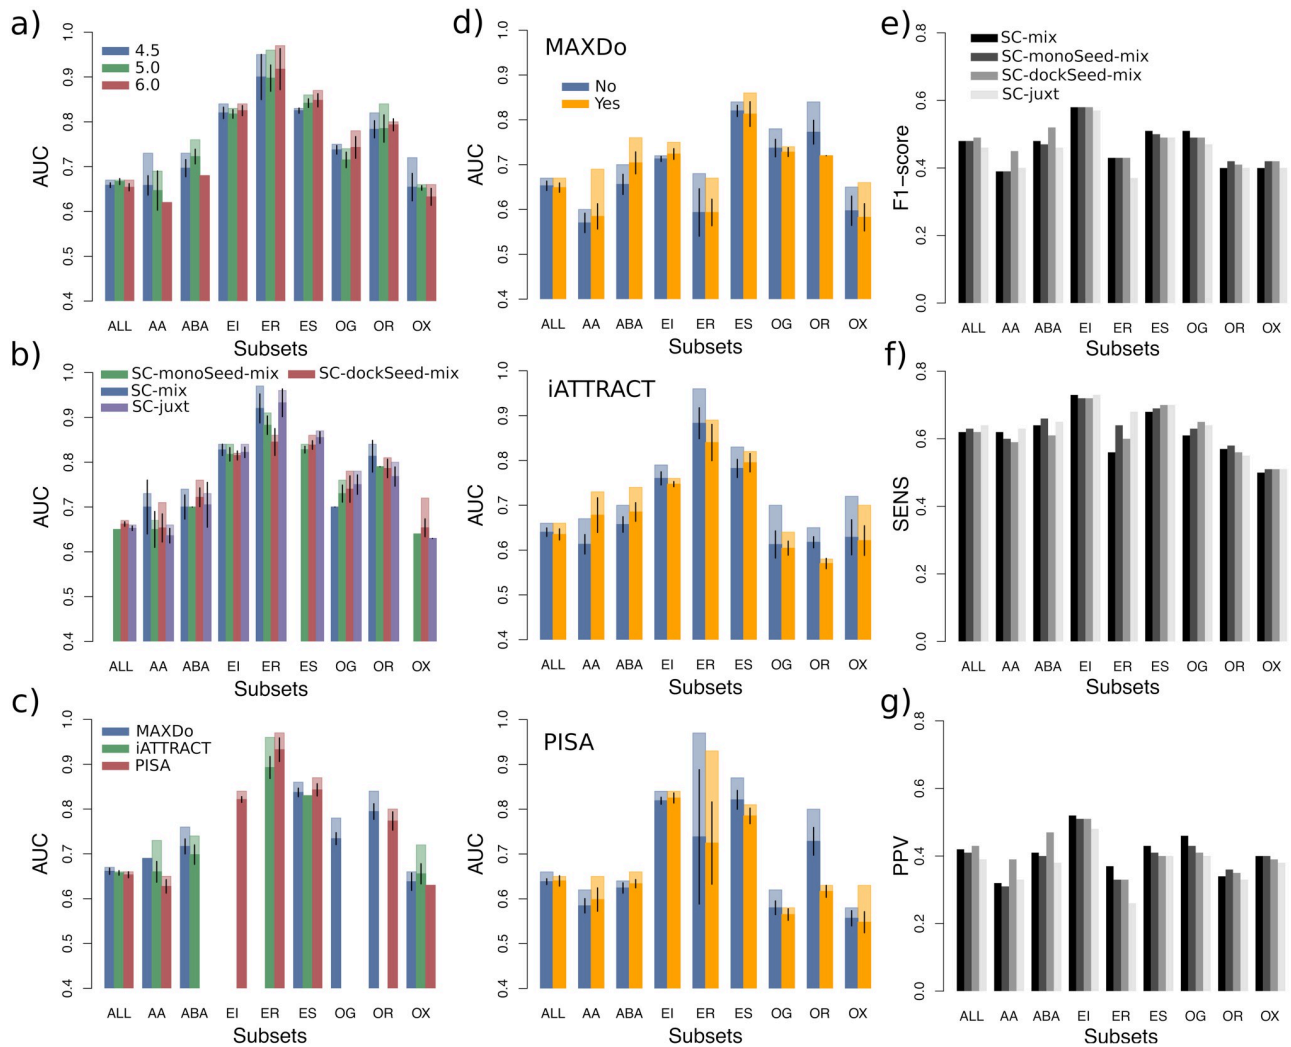 a)
AUC
1.0
0.9
0.8
0.7
0.6
0.5
0.4
4.5
5.0
6.0
ALL AA ABA EI ER ES OG OR OX
Subsets
b)
AUC
1.0
0.9
0.8
0.7
0.6
0.5
0.4
SC-monoSeed-mix SC-dockSeed-mix
SC-mix
SC-juxt
ALL AA ABA EI ER ES OG OR OX
Subsets
c)
AUC
1.0
0.9
0.8
0.7
0.6
0.5
0.4
MAXDo
iATTRACT
PISA
ALL AA ABA EI ER ES OG OR OX
Subsets
d)
MAXDo
AUC
1.0
0.9
0.8
0.7
0.6
0.5
0.4
No
Yes
ALL AA ABA EI ER ES OG OR OX
Subsets
iATTRACT
AUC
1.0
0.9
0.8
0.7
0.6
0.5
0.4
ALL AA ABA EI ER ES OG OR OX
Subsets
PISA
AUC
1.0
0.9
0.8
0.7
0.6
0.5
0.4
ALL AA ABA EI ER ES OG OR OX
Subsets
e)
F1−score
0.8
0.6
0.4
0.2
0.0
SC-mix
SC-monoSeed-mix
SC-dockSeed-mix
SC-juxt
ALL AA ABA EI ER ES OG OR OX
Subsets
f)
SENS
0.8
0.6
0.4
0.2
0.0
ALL AA ABA EI ER ES OG OR OX
Subsets
g)
PPV
0.8
0.6
0.4
0.2
0.0
ALL AA ABA EI ER ES OG OR OX
Subsets